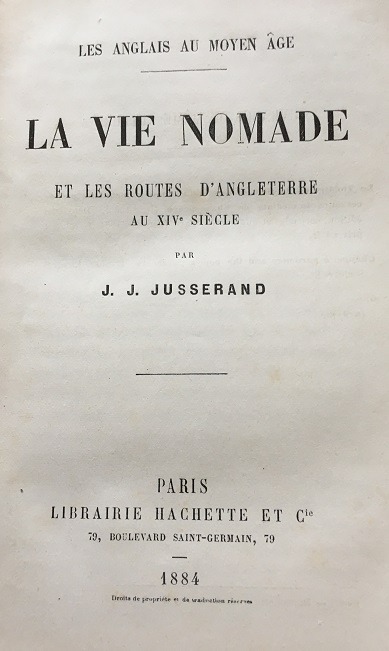 LES ANGLAIS AU MOYEN ÂGE
LA VIE NOMADE
ET LES ROUTES D'ANGLETERRE
AU XIVe SIÈCLE
PAR
J. J. JUSSERAND
PARIS
LIBRAIRIE HACHETTE ET Cie
79, BOULEVARD SAINT-GERMAIN, 79
1884
Droits de propriété et de traduction réservés